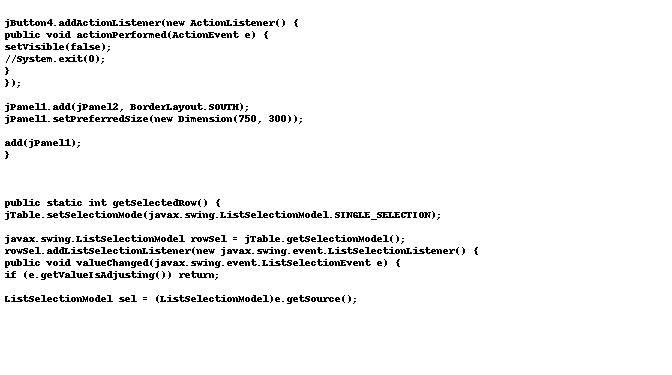 jButton4.addActionListener(new ActionListener() {
public void actionPerformed(ActionEvent e) {
setVisible(false);
//System.exit(0);
}
});
jPanel1.add(jPanel2, BorderLayout.SOUTH);
jPanel1.setPreferredSize(new Dimension(750, 300));
add(jPanel1);
}
public static int getSelectedRow() {
jTable.setSelectionMode(javax.swing.ListSelectionModel.SINGLE_SELECTION);
javax.swing.ListSelectionModel rowSel = jTable.getSelectionModel();
rowSel.addListSelectionListener(new javax.swing.event.ListSelectionListener() {
public void valueChanged(javax.swing.event.ListSelectionEvent e) {
if (e.getValueIsAdjusting()) return;
ListSelectionModel sel = (ListSelectionModel)e.getSource();